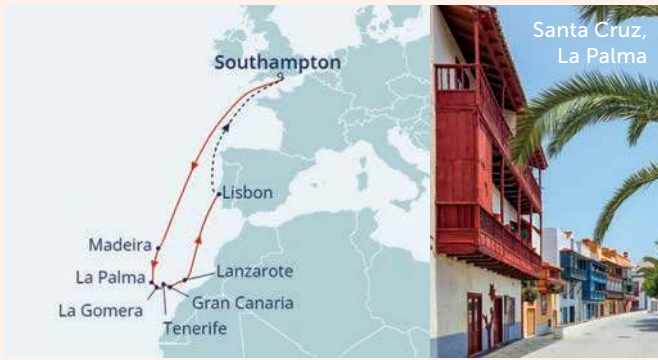 Southampton
Lisbon
Madeira
La Palma
La Gomera
Tenerife
Gran Canaria
Lanzarote
Santa Cruz,
La Palma